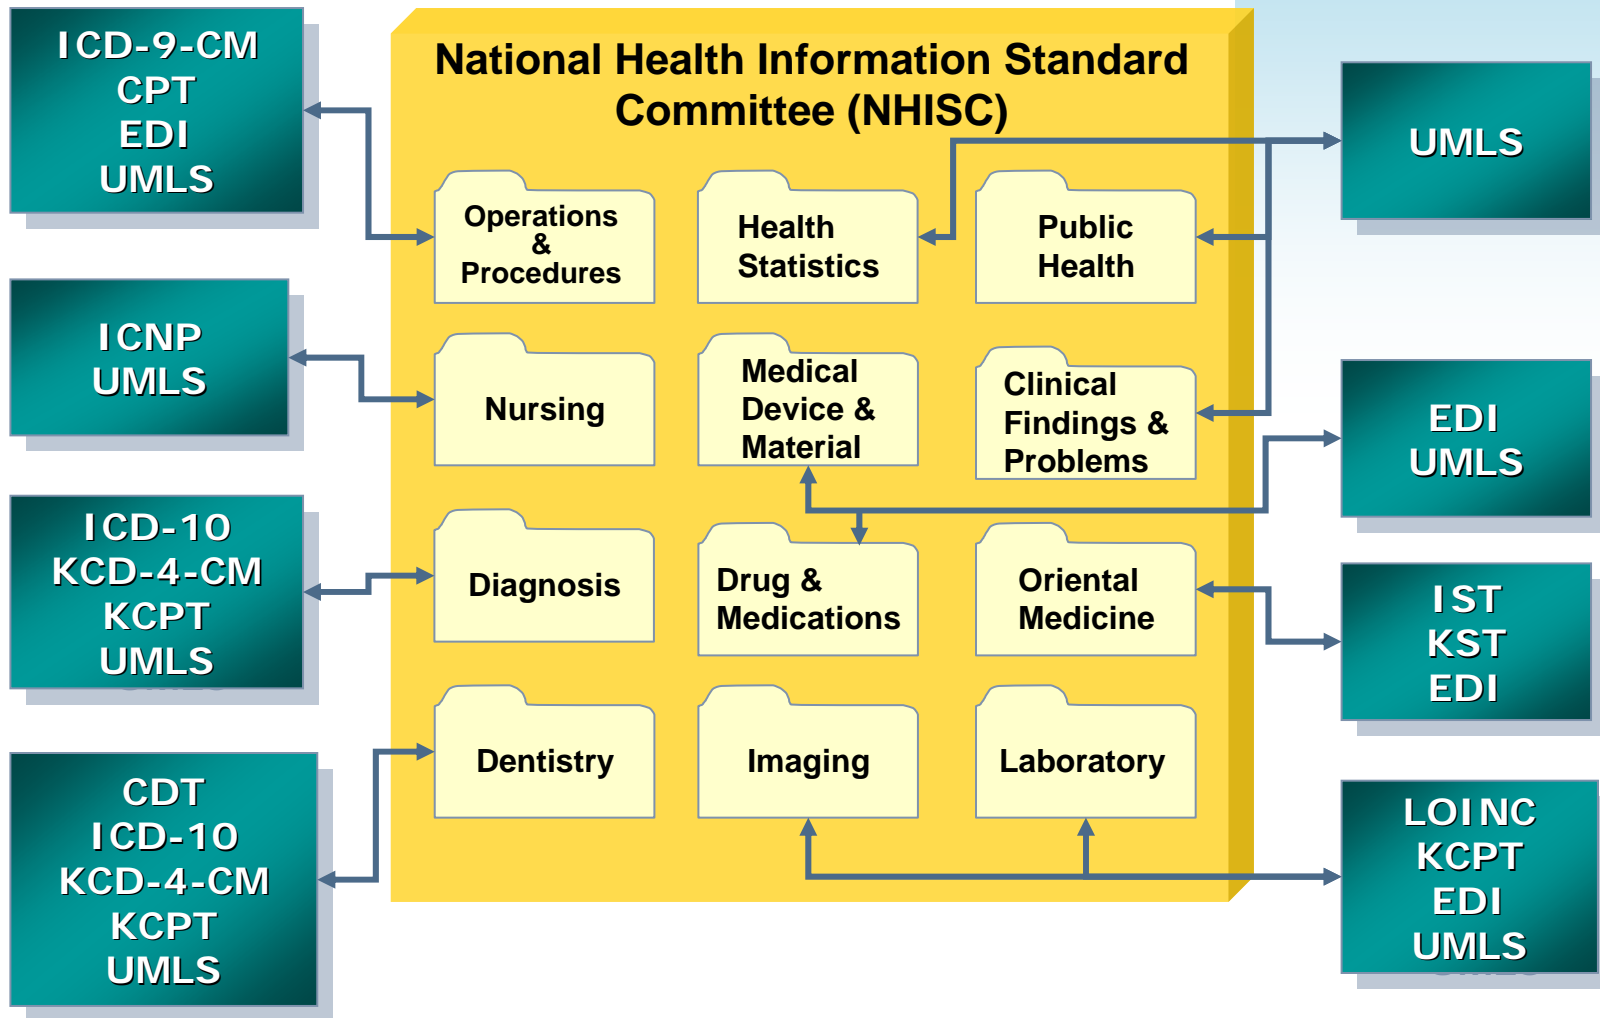 National Health Information Standard
Committee (NHISC)
ICD-9-CM
CPT
EDI
UMLS
ICNP
UMLS
ICD-10
KCD-4-CM
KCPT
UMLS
CDT
ICD-10
KCD-4-CM
KCPT
UMLS
Operations
&
Procedures
Health
Statistics
Public
Health
Nursing
Medical
Device &
Material
Clinical
Findings &
Problems
Diagnosis
Drug &
Medications
Oriental
Medicine
Dentistry
Imaging
Laboratory
UMLS
EDI
UMLS
IST
KST
EDI
LOINC
KCPT
EDI
UMLS